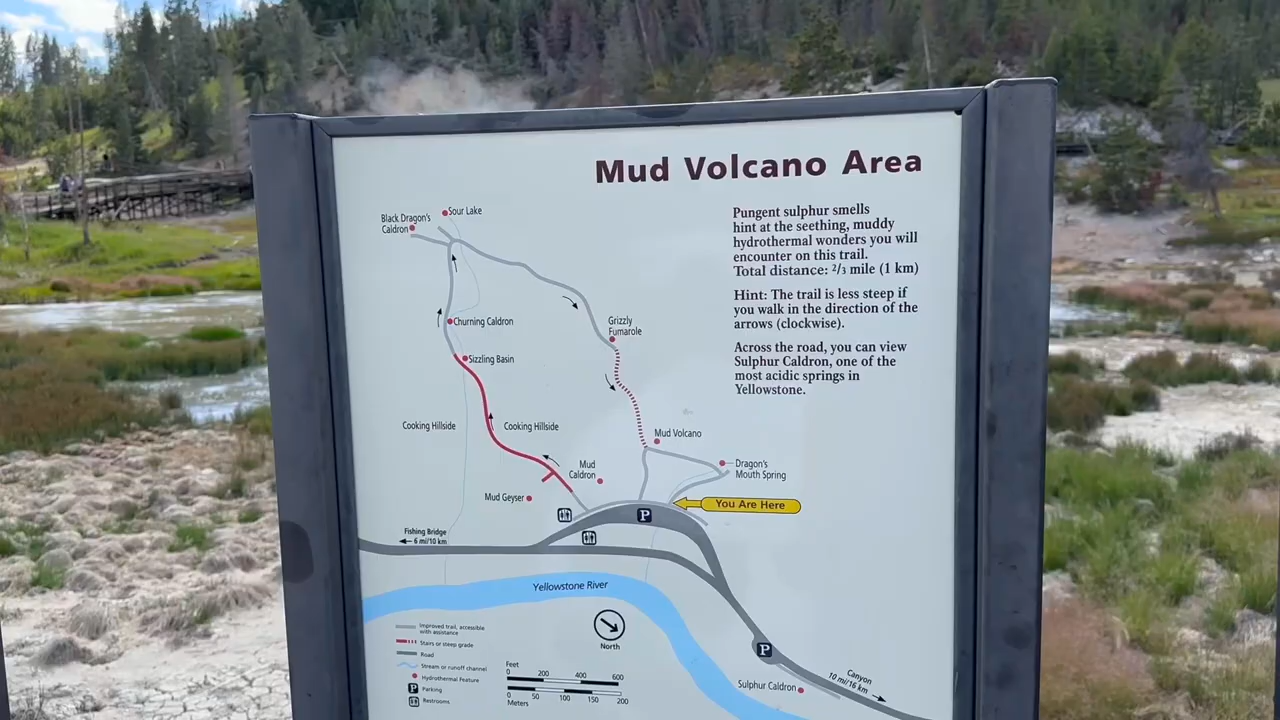 Mud Volcano Area
Pungent sulphur smells
hint at the seething, muddy
hydrothermal wonders you will
encounter on this trail.
Total distance: 2/3 mile (1 km)
Hint: The trail is less steep if
you walk in the direction of the
arrows (clockwise).
Across the road, you can view
Sulphur Caldron, one of the
most acidic springs in
Yellowstone.
Black Dragon's
Caldron
Sour Lake
Churning Caldron
Grizzly
Fumarole
Sizzling Basin
Cooking Hillside
Cooking Hillside
Mud Volcano
Mud
Caldron
Dragon's
Mouth Spring
Mud Geyser
You Are Here
P
Fishing Bridge
6 mi/10 km
Yellowstone River
North
P
Canyon
10 mi/16 km
Sulphur Caldron
Improved trail, accessible
with assistance
Stairs or steep grade
Road
Stream or runoff channel
Hydrothermal Feature
P Parking
Restrooms
Feet
0 200 400 600
0 50 100 150 200
Meters